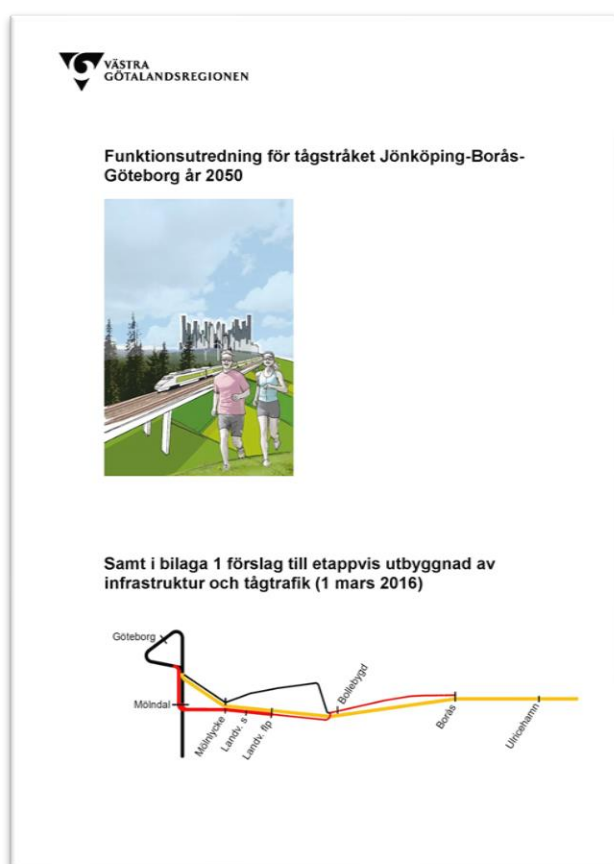 VÄSTRA
GÖTALANDSREGIONEN
Funktionsutredning för tågstråket Jönköping-Borås-
Göteborg år 2050
Samt i bilaga 1 förslag till etappvis utbyggnad av
infrastruktur och tågtrafik (1 mars 2016)
Göteborg
Mölndal
Mölnlycke
Landv. s
Landv. flp
Bollebygd
Borås
Ulricehamn